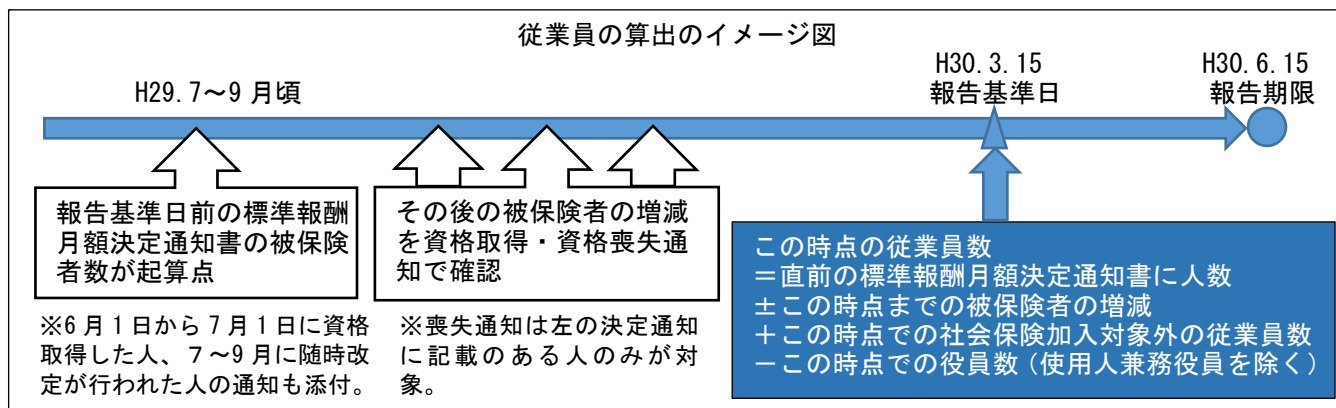 従業員の算出のイメージ図
H29.7～9月頃
H30.3.15
報告基準日
H30.6.15
報告期限
報告基準日前の標準報酬
月額決定通知書の被保険
者数が起算点
※6月1日から7月1日に資格
取得した人、7～9月に随時改
定が行われた人の通知も添付。
その後の被保険者の増減
を資格取得・資格喪失通
知で確認
※喪失通知は左の決定通知
に記載のある人のみが対
象。
この時点の従業員数
＝直前の標準報酬月額決定通知書に人数
±この時点までの被保険者の増減
＋この時点での社会保険加入対象外の従業員数
－この時点での役員数（使用人兼務役員を除く）